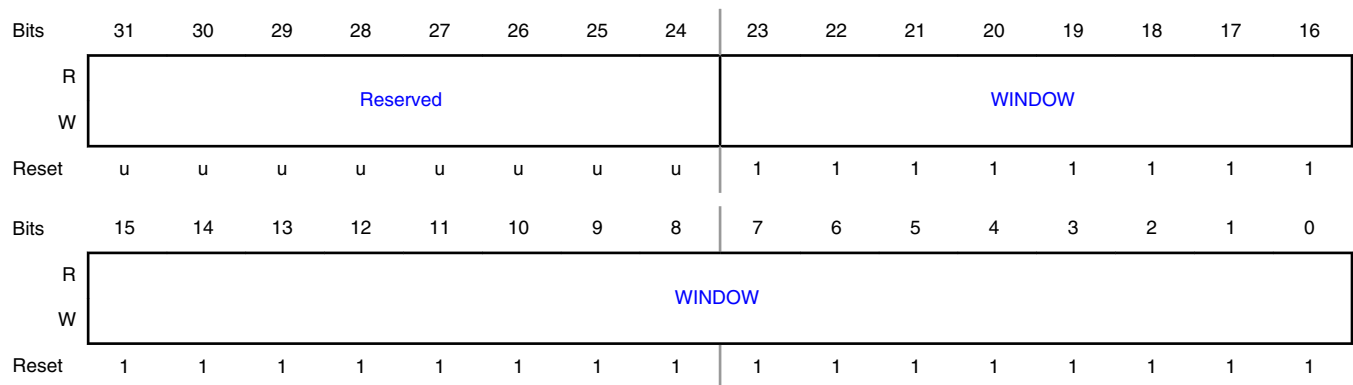 Bits 31 30 29 28 27 26 25 24 23 22 21 20 19 18 17 16
R
Reserved WINDOW
W
Reset u u u u u u u u 1 1 1 1 1 1 1 1
Bits 15 14 13 12 11 10 9 8 7 6 5 4 3 2 1 0
R
WINDOW
W
Reset 1 1 1 1 1 1 1 1 1 1 1 1 1 1 1 1